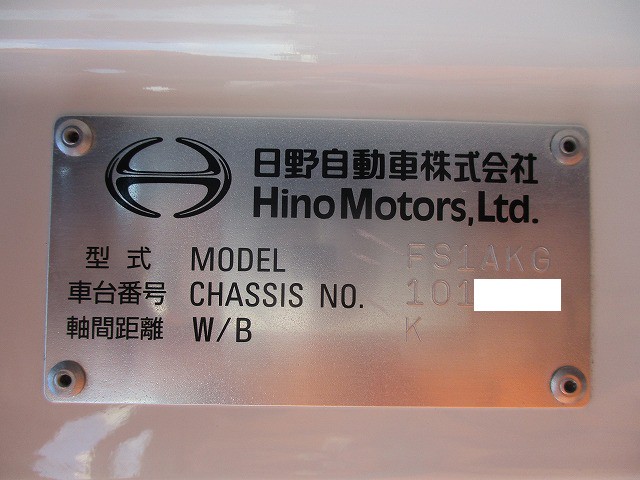 日野自動車株式会社
Hino Motors, Ltd.
型式 MODEL FS1AKG
車台番号 CHASSIS NO. 101
軸間距離 W/B K